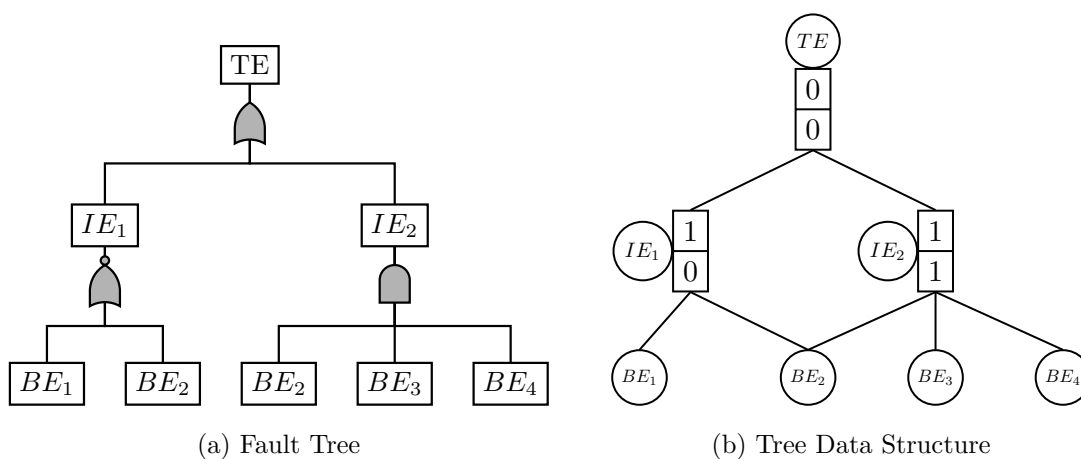 TE
IE₁ IE₂
BE₁ BE₂ BE₂ BE₃ BE₄
(a) Fault Tree
TE
0
0
IE₁ 1 0
IE₂ 1 1
BE₁ BE₂ BE₃ BE₄
(b) Tree Data Structure